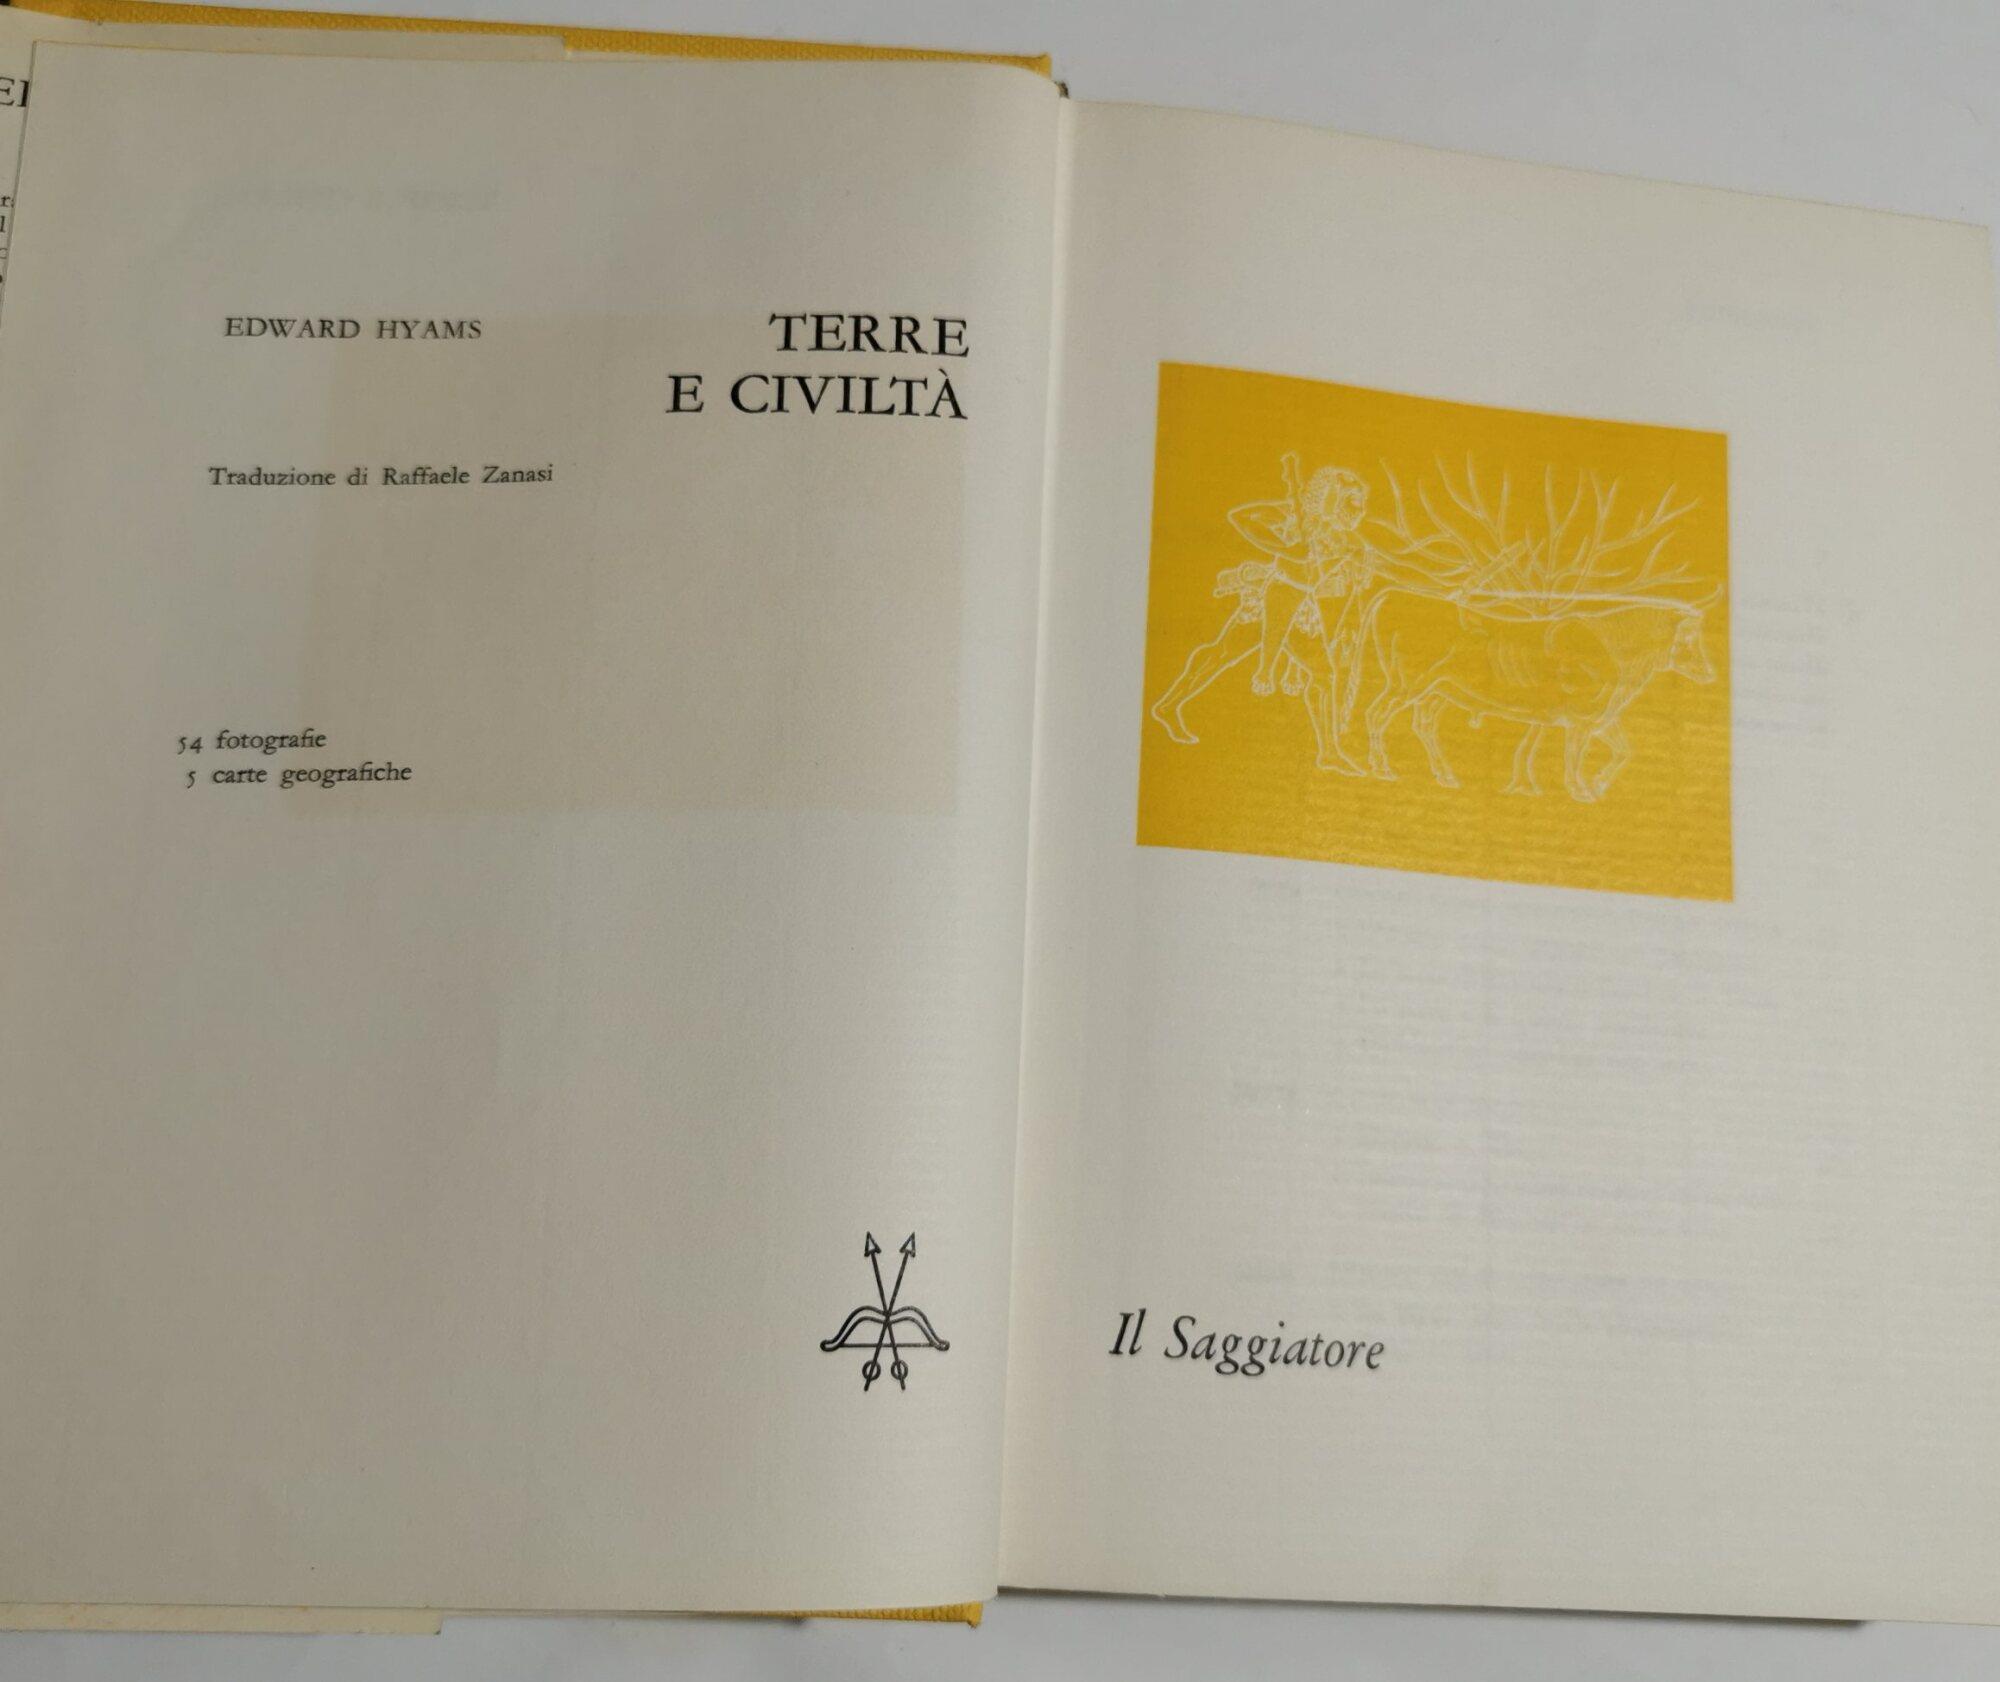 EDWARD HYAMS
TERRE
E CIVILTÀ
Traduzione di Raffaele Zanasi
54 fotografie
5 carte geografiche
Il Saggiatore